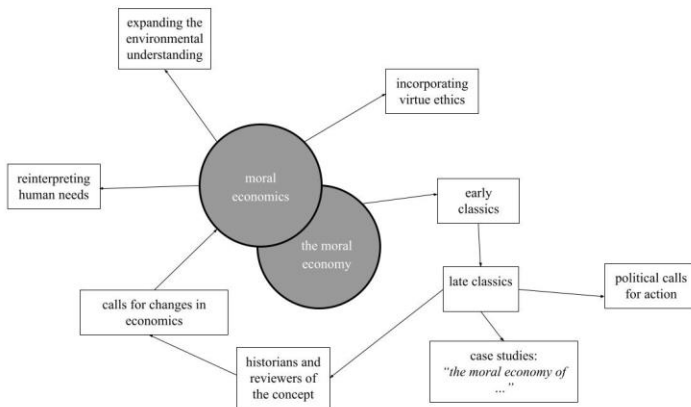 expanding the
environmental
understanding
incorporating
virtue ethics
moral
economics
reinterpreting
human needs
early
classics
the moral
economy
late classics
political calls
for action
calls for changes in
economics
historians and
reviewers of
the concept
case studies:
“the moral economy of
...”